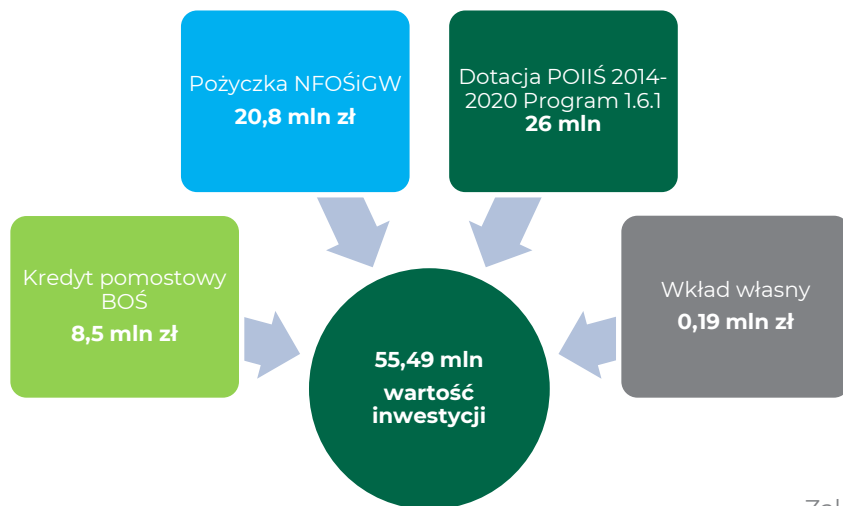 Pożyczka NFOŚiGW
20,8 mln zł
Dotacja POIIŚ 2014-
2020 Program 1.6.1
26 mln
Kredyt pomostowy
BOŚ
8,5 mln zł
Wkład własny
0,19 mln zł
55,49 mln
wartość
inwestycji